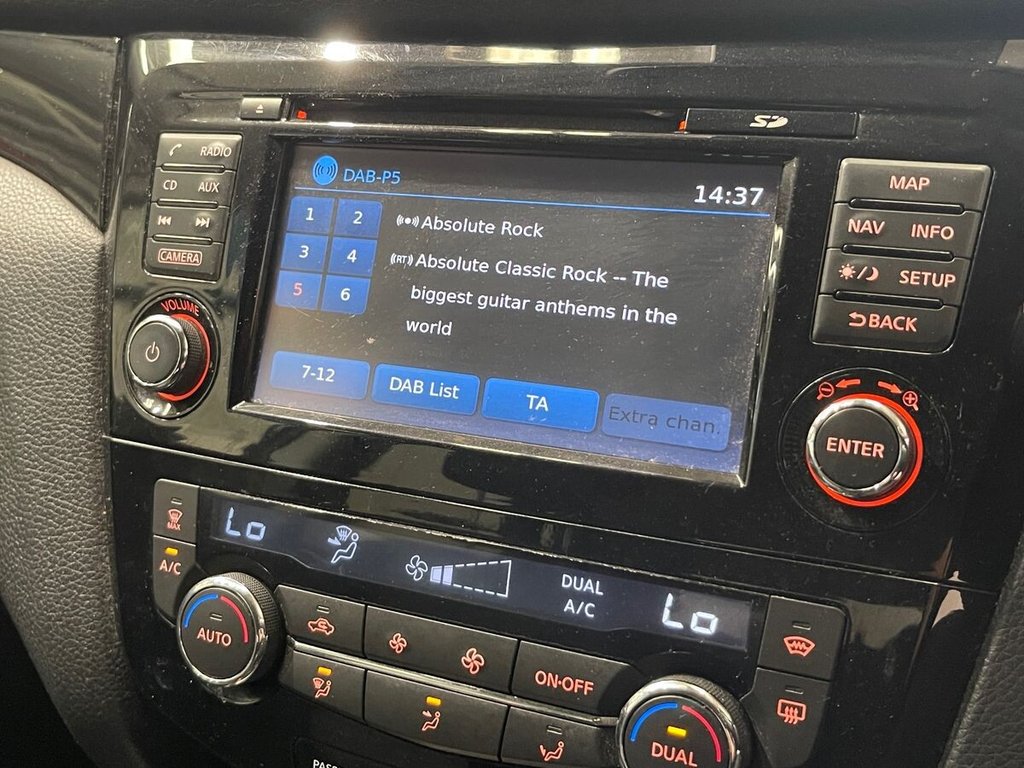 SD
RADIO
CD AUX
CAMERA
VOLUME
DAB-P5
14:37
1 2
3 4
5 6
Absolute Rock
(RT) Absolute Classic Rock -- The
biggest guitar anthems in the
world
7-12
DAB List
TA
Extra chan.
MAP
NAV INFO
SETUP
BACK
ENTER
MAX
A/C
Lo
DUAL
A/C
Lo
AUTO
ON·OFF
DUAL
PASS